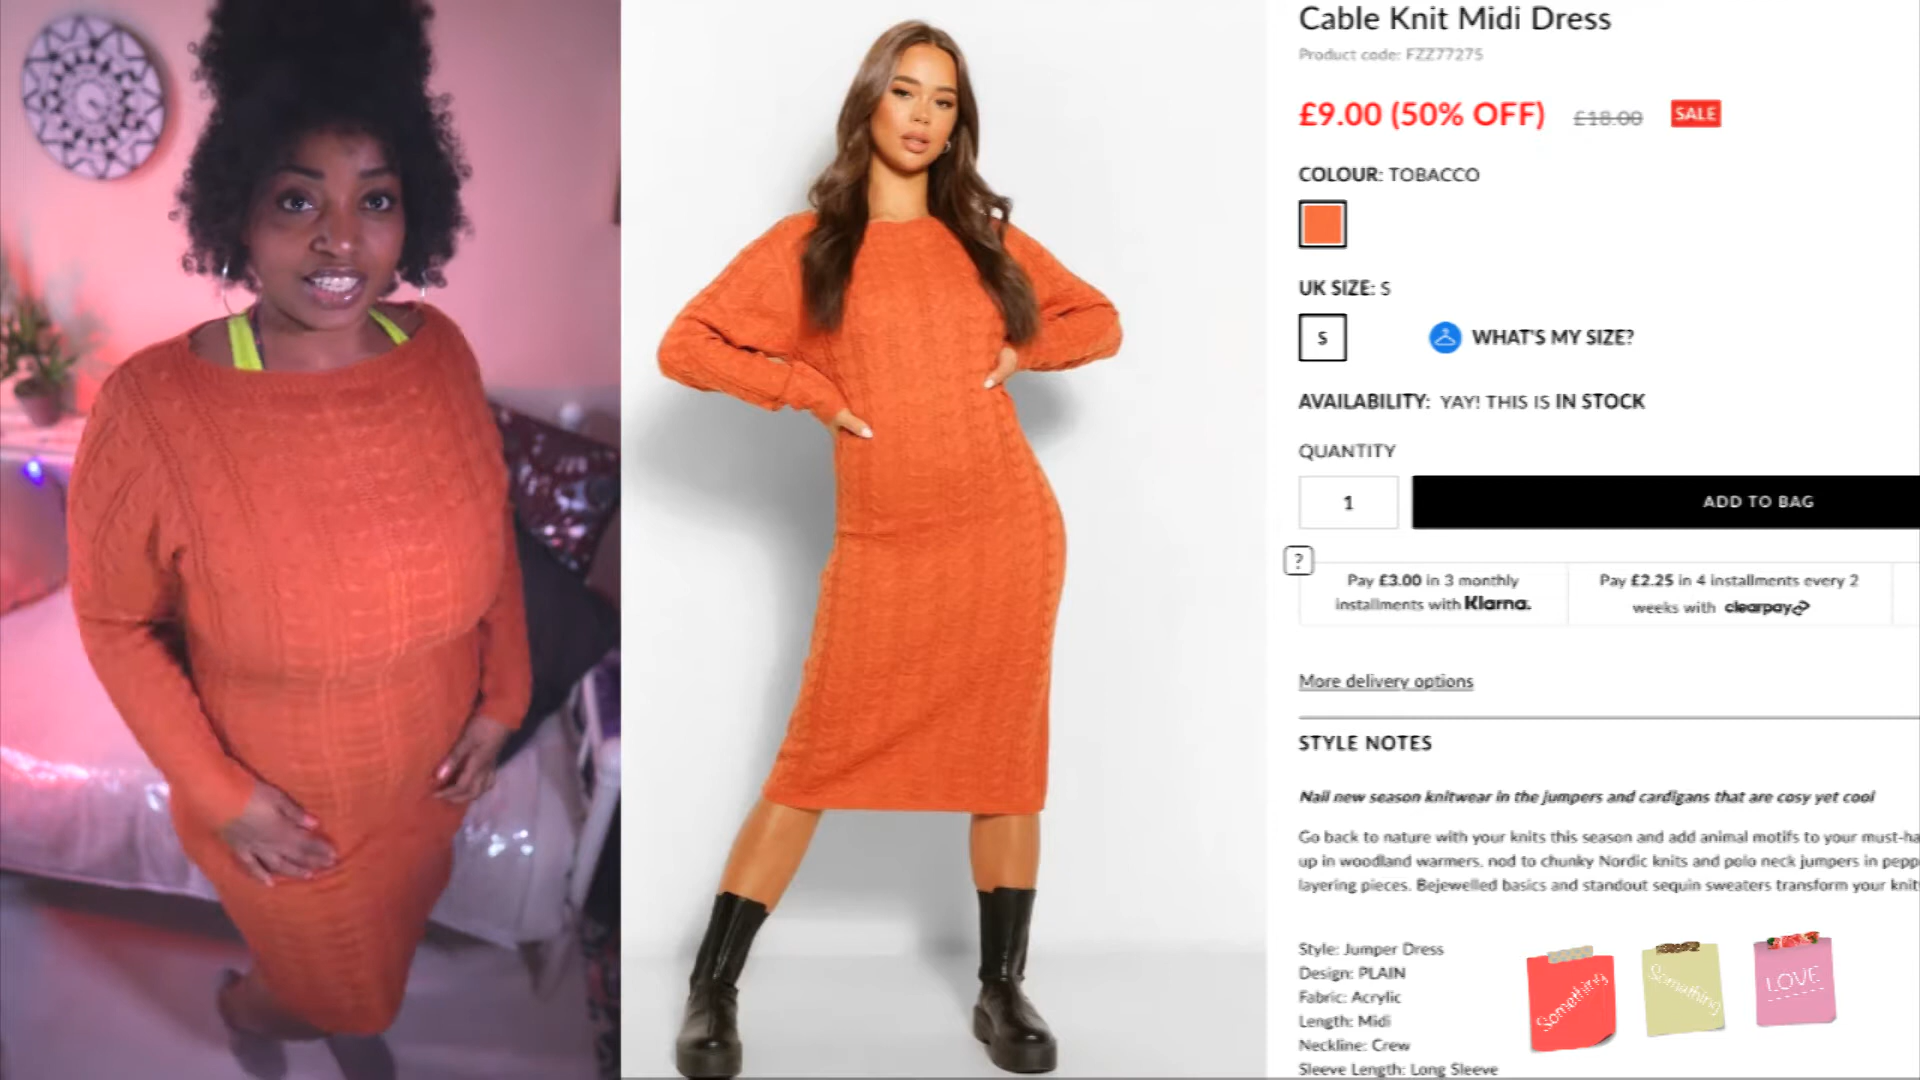 Cable Knit Midi Dress
Product code: FZZ77275
£9.00 (50% OFF) £18.00 SALE
COLOUR: TOBACCO
UK SIZE: S
S
WHAT'S MY SIZE?
AVAILABILITY: YAY! THIS IS IN STOCK
QUANTITY
1
ADD TO BAG
?
Pay £3.00 in 3 monthly
installments with Klarna.
Pay £2.25 in 4 installments every 2
weeks with clearpay
More delivery options
STYLE NOTES
Nail new season knitwear in the jumpers and cardigans that are cosy yet cool
Go back to nature with your knits this season and add animal motifs to your must-ha
up in woodland warmers, nod to chunky Nordic knits and polo neck jumpers in pepp
layering pieces. Bejewelled basics and standout sequin sweaters transform your knit
Style: Jumper Dress
Design: PLAIN
Fabric: Acrylic
Length: Midi
Neckline: Crew
Sleeve Length: Long Sleeve
Something
Something
LOVE